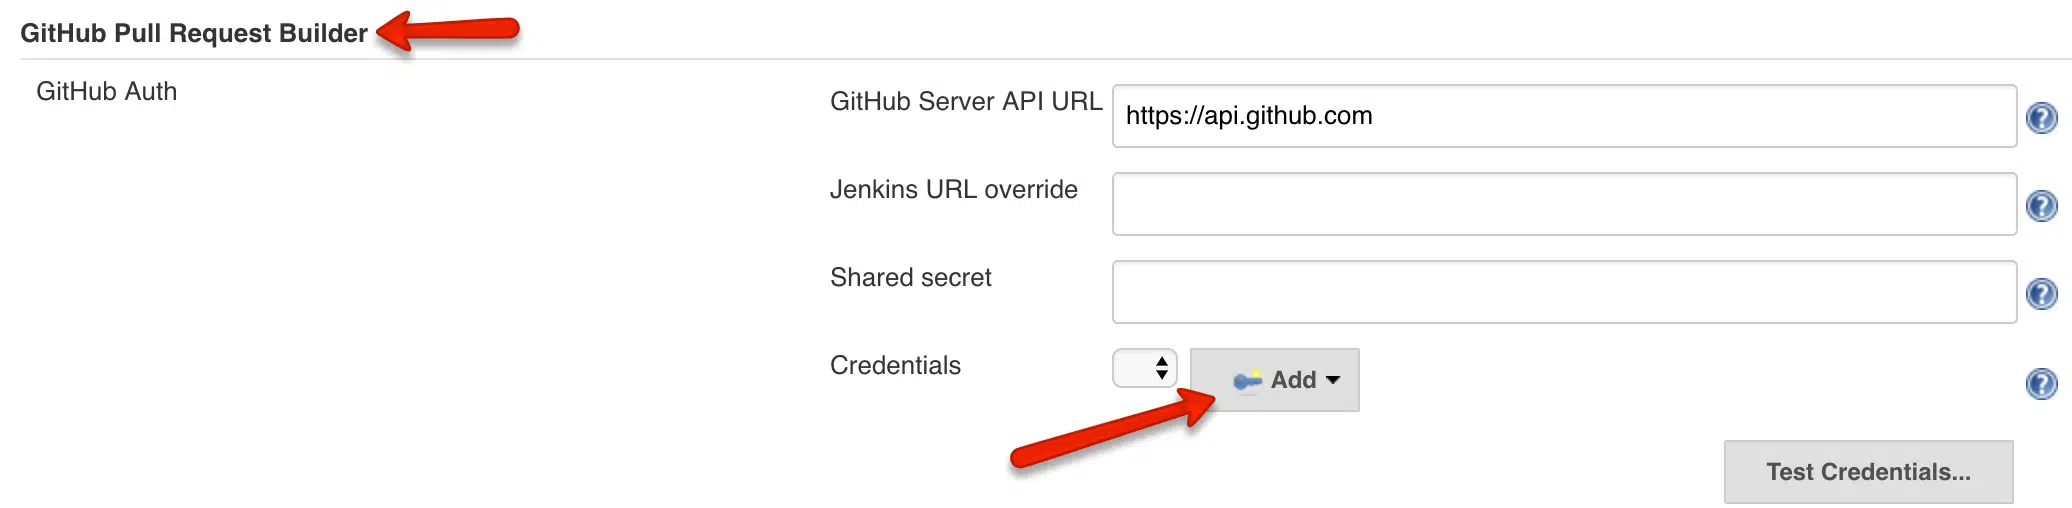 GitHub Pull Request Builder
GitHub Auth
GitHub Server API URL https://api.github.com
Jenkins URL override
Shared secret
Credentials Add
Test Credentials...